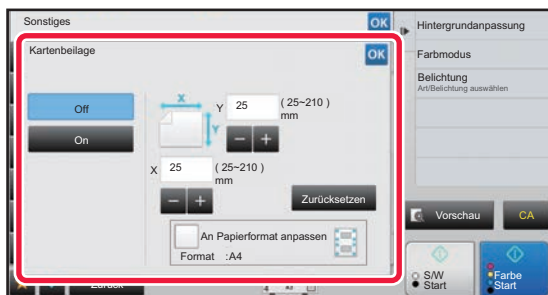 Sonstiges
OK
Kartenbeilage
OK
Off
On
X
Y
Y 25 ( 25~210 )
mm
- +
X 25 ( 25~210 )
mm
- +
Zurücksetzen
An Papierformat anpassen
Format :A4
Zurück
Hintergrundanpassung
Farbmodus
Belichtung
Art/Belichtung auswählen
Vorschau
CA
S/W
Start
Farbe
Start